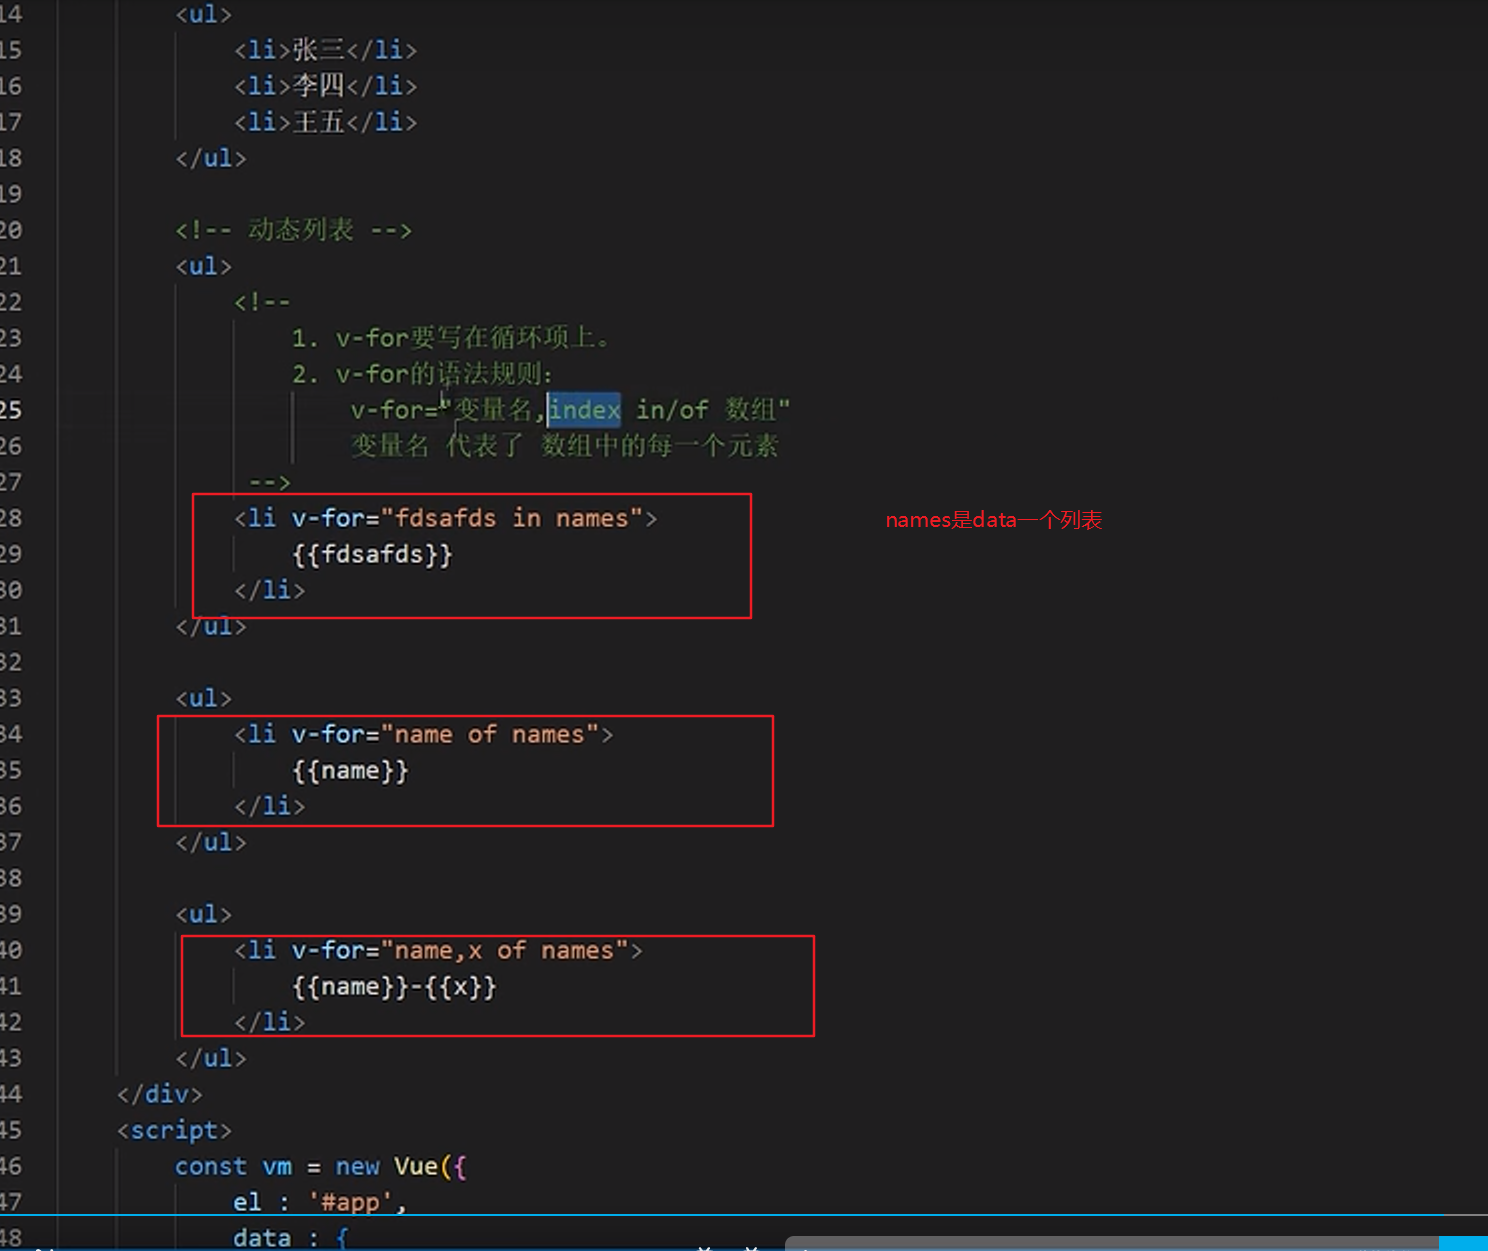 14 <ul>
15 <li>张三</li>
16 <li>李四</li>
17 <li>王五</li>
18 </ul>
19
20 <!-- 动态列表 -->
21 <ul>
22 <!--
23 1. v-for要写在循环项上。
24 2. v-for的语法规则：
25 v-for="变量名,index in/of 数组"
26 变量名 代表了 数组中的每一个元素
27 -->
28 <li v-for="fdsafds in names">
names是data一个列表
29 {{fdsafds}}
30 </li>
31 </ul>
32
33 <ul>
34 <li v-for="name of names">
35 {{name}}
36 </li>
37 </ul>
38
39 <ul>
40 <li v-for="name,x of names">
41 {{name}}-{{x}}
42 </li>
43 </ul>
44 </div>
45 <script>
46 const vm = new Vue({
47 el : '#app',
48 data : {